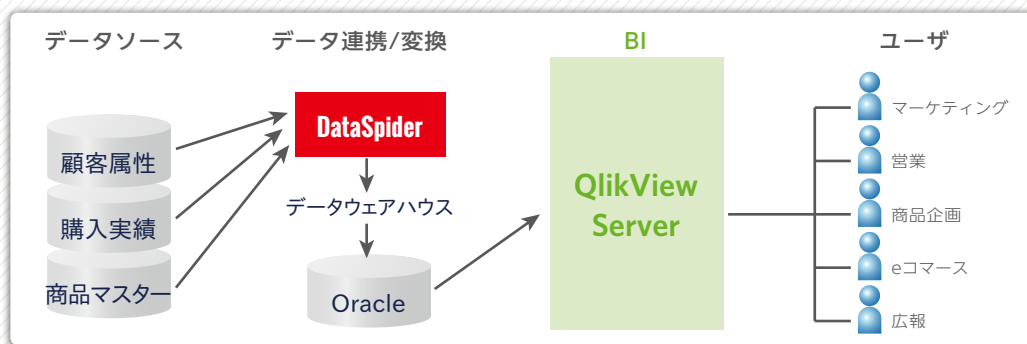 データソース
データ連携/変換
BI
ユーザ
顧客属性
購入実績
商品マスター
DataSpider
データウェアハウス
Oracle
QlikView
Server
マーケティング
営業
商品企画
eコマース
広報